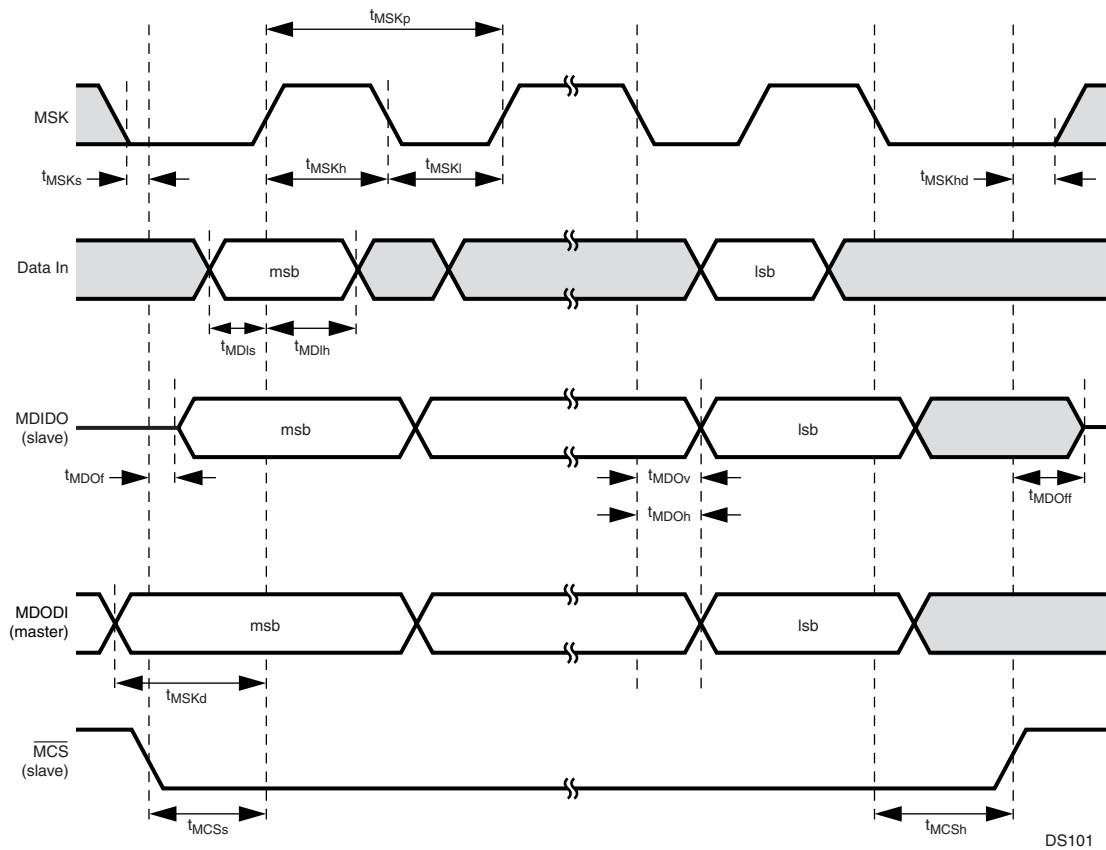 tMSKp
MSK
tMSKs
tMSKh
tMSKl
tMSKhd
Data In
msb
lsb
tMDIs
tMDIh
MDIDO
(slave)
msb
lsb
tMDOf
tMDOv
tMDOff
tMDOh
MDODI
(master)
msb
lsb
tMSKd
MCS
(slave)
tMCSs
tMCSh
DS101